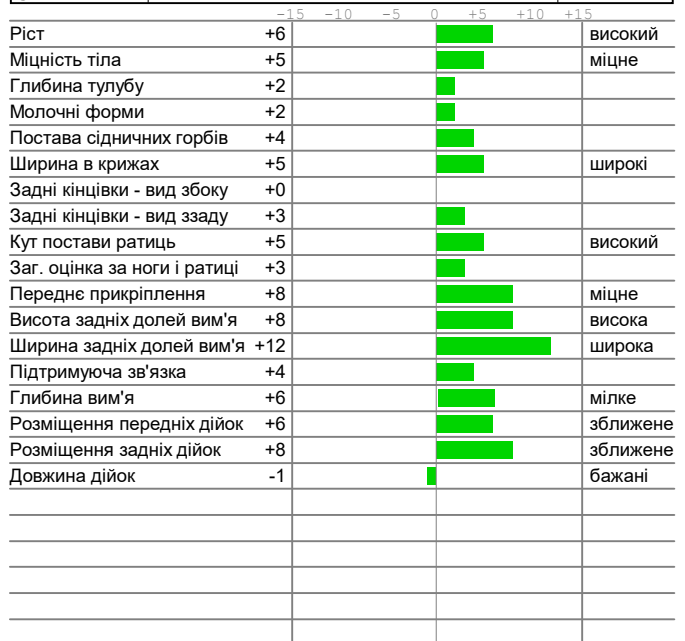 -15 -10 -5 0 +5 +10 +15
Ріст +6 високий
Міцність тіла +5 міцне
Глибина тулубу +2
Молочні форми +2
Постава сідничних горбів +4
Ширина в крижах +5 широкі
Задні кінцівки - вид збоку +0
Задні кінцівки - вид ззаду +3
Кут постави ратиць +5 високий
Заг. оцінка за ноги і ратиці +3
Переднє прикріплення +8 міцне
Висота задніх долей вим'я +8 висока
Ширина задніх долей вим'я +12 широка
Підтримуюча зв'язка +4
Глибина вим'я +6 мілке
Розміщення передніх дійок +6 зближене
Розміщення задніх дійок +8 зближене
Довжина дійок -1 бажані